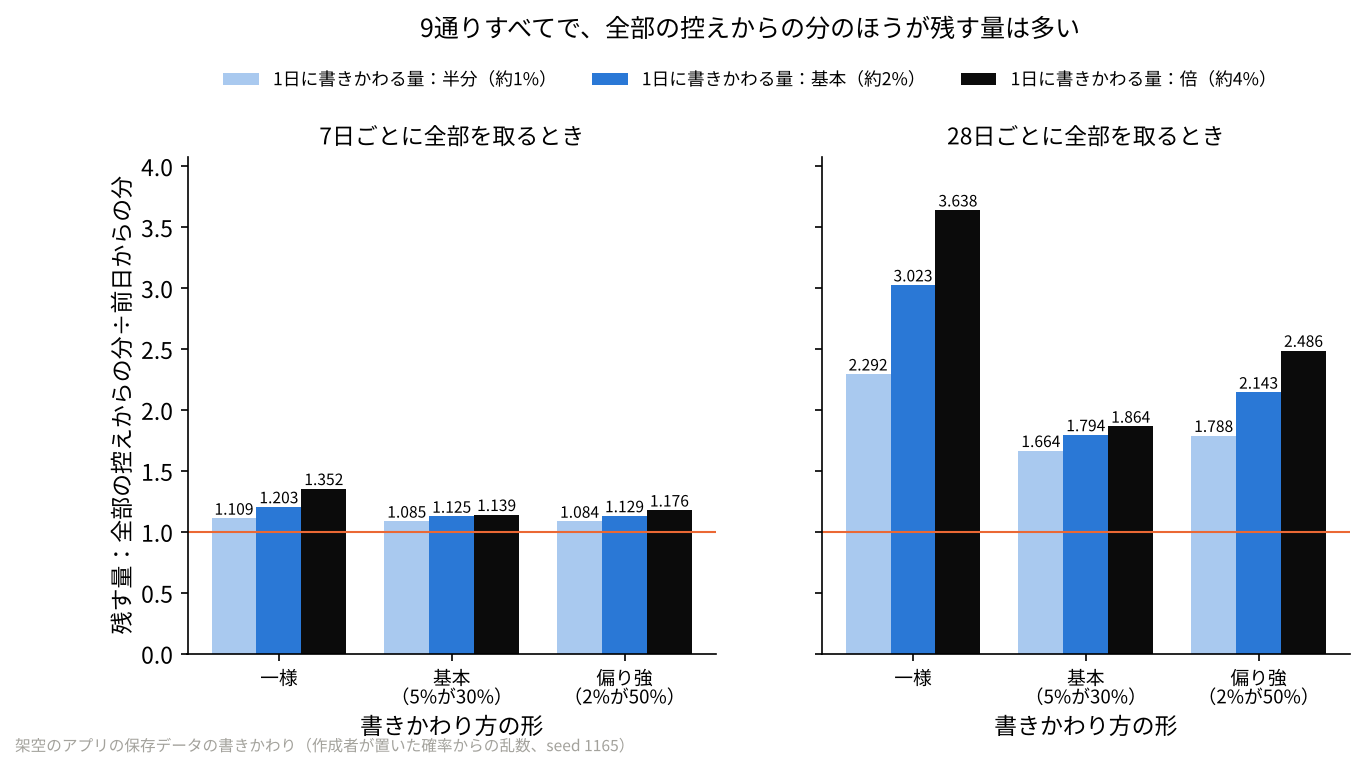 9通りすべてで、全部の控えからの分のほうが残す量は多い
1日に書きかわる量：半分（約1%）
1日に書きかわる量：基本（約2%）
1日に書きかわる量：倍（約4%）
7日ごとに全部を取るとき
残す量：全部の控えからの分÷前日からの分
4.0
3.5
3.0
2.5
2.0
1.5
1.0
0.5
0.0
1.109
1.203
1.352
1.085
1.125
1.139
1.084
1.129
1.176
一様
基本
（5%が30%）
偏り強
（2%が50%）
書きかわり方の形
28日ごとに全部を取るとき
2.292
3.023
3.638
1.664
1.794
1.864
1.788
2.143
2.486
一様
基本
（5%が30%）
偏り強
（2%が50%）
書きかわり方の形
架空のアプリの保存データの書きかわり（作成者が置いた確率からの乱数、seed 1165）